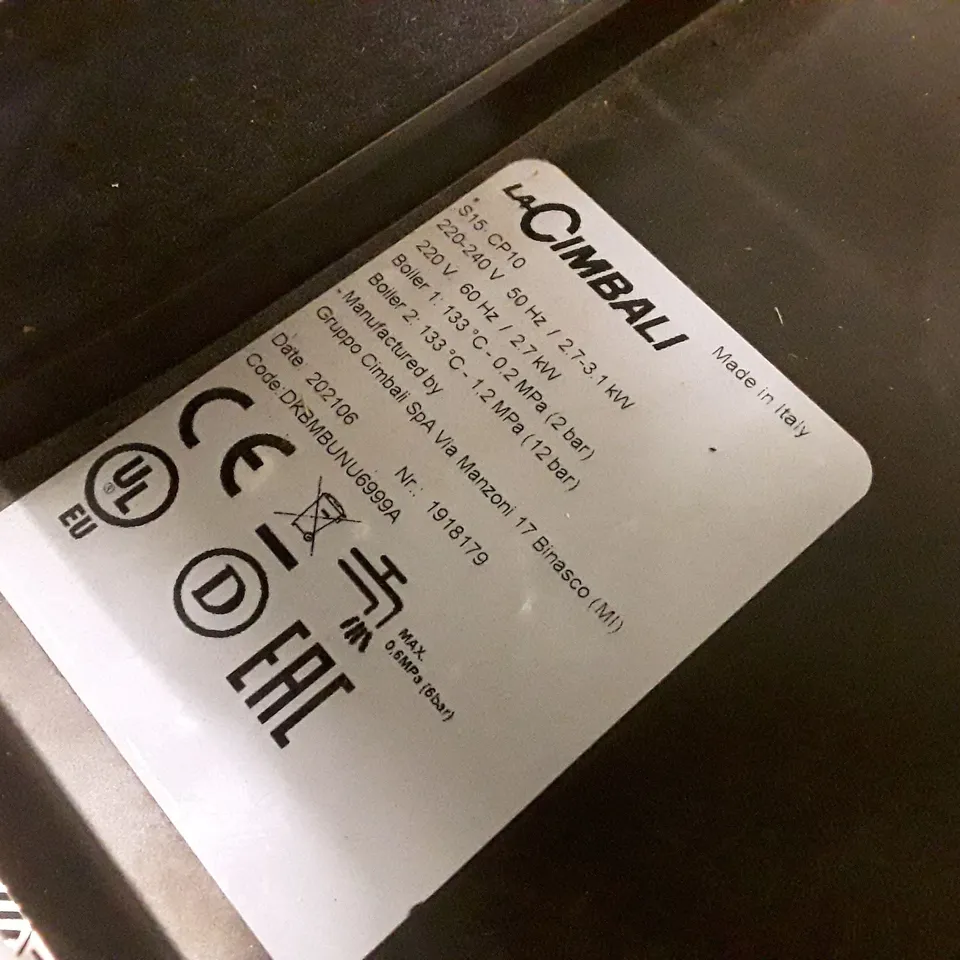 LA CIMBALI
Made in Italy
S15-CP10
220-240 V 50 Hz / 2.7-3.1 kW
220 V 60 Hz / 2.7 kW
Boiler 1: 133 °C - 0.2 MPa (2 bar)
Boiler 2: 133 °C - 1.2 MPa (12 bar)
- Manufactured by
Gruppo Cimbali SpA Via Manzoni 17 Binasco (MI)
Date 202106 Nr.: 1918179
Code:DKBMBUNU6999A
CE
UL ®
EU
D
EAC
MAX.
0,6MPa (6bar)